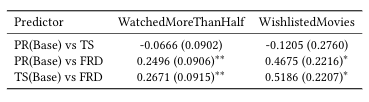 Predictor WatchedMoreThanHalf WishlistedMovies
PR(Base) vs TS -0.0666 (0.0902) -0.1205 (0.2760)
PR(Base) vs FRD 0.2496 (0.0906)** 0.4675 (0.2216)*
TS(Base) vs FRD 0.2671 (0.0915)** 0.5186 (0.2207)*